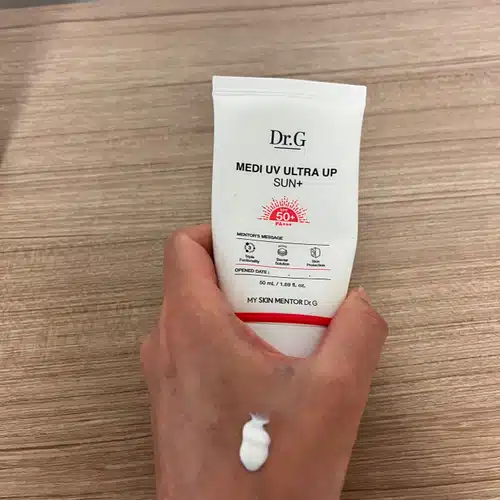 Dr.G
MEDI UV ULTRA UP
SUN+
50+
PA+++
MENTOR'S MESSAGE
Triple Barrier Skin
Functionality Solution Protection
OPENED DATE : . .
50 mL / 1.69 fl. oz.
MY SKIN MENTOR Dr.G